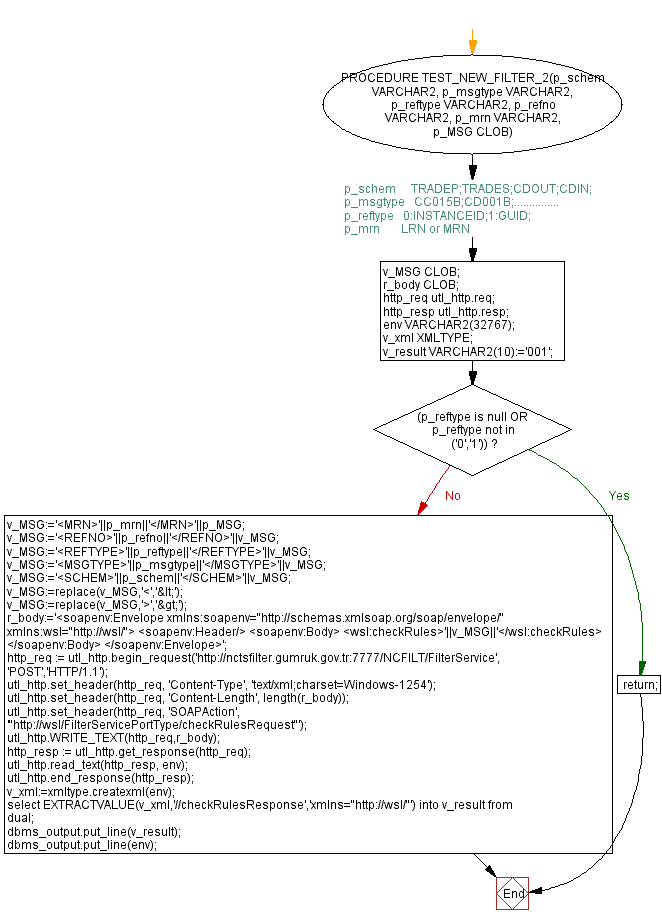 PROCEDURE TEST_NEW_FILTER_2(p_schem
VARCHAR2, p_msgtype VARCHAR2,
p_reftype VARCHAR2, p_refno
VARCHAR2, p_mrn VARCHAR2,
p_MSG CLOB)
p_schem TRADEP;TRADES;CDOUT;CDIN;
p_msgtype CC015B;CD001B;...............
p_reftype 0:INSTANCEID;1:GUID;
p_mrn LRN or MRN
v_MSG CLOB;
r_body CLOB;
http_req utl_http.req;
http_resp utl_http.resp;
env VARCHAR2(32767);
v_xml XMLTYPE;
v_result VARCHAR2(10):='001';
(p_reftype is null OR
p_reftype not in
('0','1')) ?
No
Yes
v_MSG:='<MRN>'||p_mrn||'</MRN>'||p_MSG;
v_MSG:='<REFNO>'||p_refno||'</REFNO>'||v_MSG;
v_MSG:='<REFTYPE>'||p_reftype||'</REFTYPE>'||v_MSG;
v_MSG:='<MSGTYPE>'||p_msgtype||'</MSGTYPE>'||v_MSG;
v_MSG:='<SCHEM>'||p_schem||'</SCHEM>'||v_MSG;
v_MSG:=replace(v_MSG,'<','&lt;');
v_MSG:=replace(v_MSG,'>','&gt;');
r_body:='<soapenv:Envelope xmlns:soapenv="http://schemas.xmlsoap.org/soap/envelope/"
xmlns:wsl="http://wsl/"> <soapenv:Header/> <soapenv:Body> <wsl:checkRules>'||v_MSG||'</wsl:checkRules>
</soapenv:Body> </soapenv:Envelope>';
http_req := utl_http.begin_request('http://nctsfilter.gumruk.gov.tr:7777/NCFILT/FilterService',
'POST','HTTP/1.1');
utl_http.set_header(http_req, 'Content-Type', 'text/xml;charset=Windows-1254');
utl_http.set_header(http_req, 'Content-Length', length(r_body));
utl_http.set_header(http_req, 'SOAPAction',
'"http://wsl/FilterServicePortType/checkRulesRequest"');
utl_http.WRITE_TEXT(http_req,r_body);
http_resp := utl_http.get_response(http_req);
utl_http.read_text(http_resp, env);
utl_http.end_response(http_resp);
v_xml:=xmltype.createxml(env);
select EXTRACTVALUE(v_xml,'//checkRulesResponse','xmlns="http://wsl/"') into v_result from
dual;
dbms_output.put_line(v_result);
dbms_output.put_line(env);
return;
End